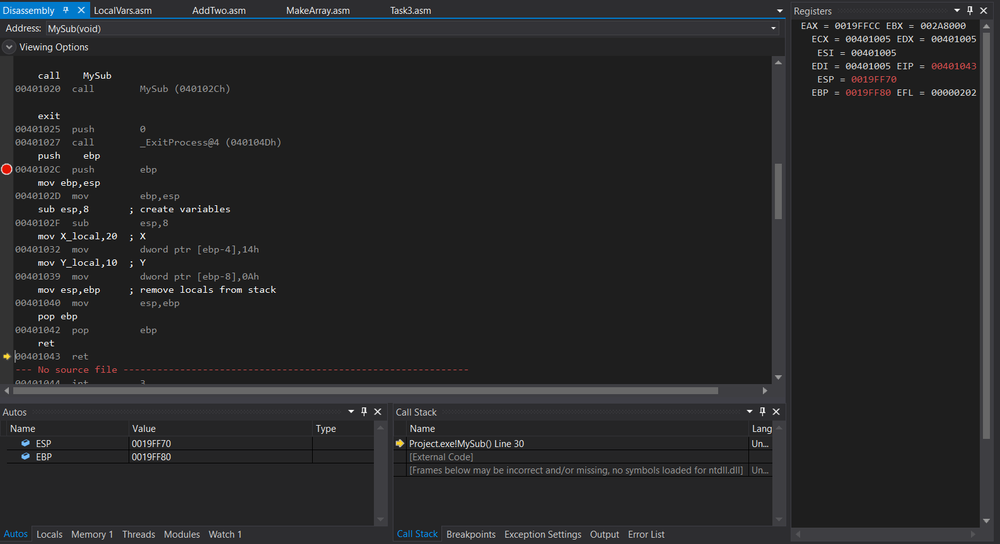 Disassembly LocalVars.asm AddTwo.asm MakeArray.asm Task3.asm
Address: MySub(void)
Viewing Options
call MySub
00401020 call MySub (040102Ch)
exit
00401025 push 0
00401027 call _ExitProcess@4 (040104Dh)
push ebp
0040102C push ebp
mov ebp,esp
0040102D mov ebp,esp
sub esp,8 ; create variables
0040102F sub esp,8
mov X_local,20 ; X
00401032 mov dword ptr [ebp-4],14h
mov Y_local,10 ; Y
00401039 mov dword ptr [ebp-8],0Ah
mov esp,ebp ; remove locals from stack
00401040 mov esp,ebp
pop ebp
00401042 pop ebp
ret
00401043 ret
--- No source file -------------------------------------------------------------
00401044 int 3
Registers
EAX = 0019FFCC EBX = 002A8000
ECX = 00401005 EDX = 00401005
ESI = 00401005
EDI = 00401005 EIP = 00401043
ESP = 0019FF70
EBP = 0019FF80 EFL = 00000202
Autos
Name Value Type
ESP 0019FF70
EBP 0019FF80
Autos Locals Memory 1 Threads Modules Watch 1
Call Stack
Name Lang
Project.exe!MySub() Line 30 Un...
[External Code]
[Frames below may be incorrect and/or missing, no symbols loaded for ntdll.dll] Un...
Call Stack Breakpoints Exception Settings Output Error List